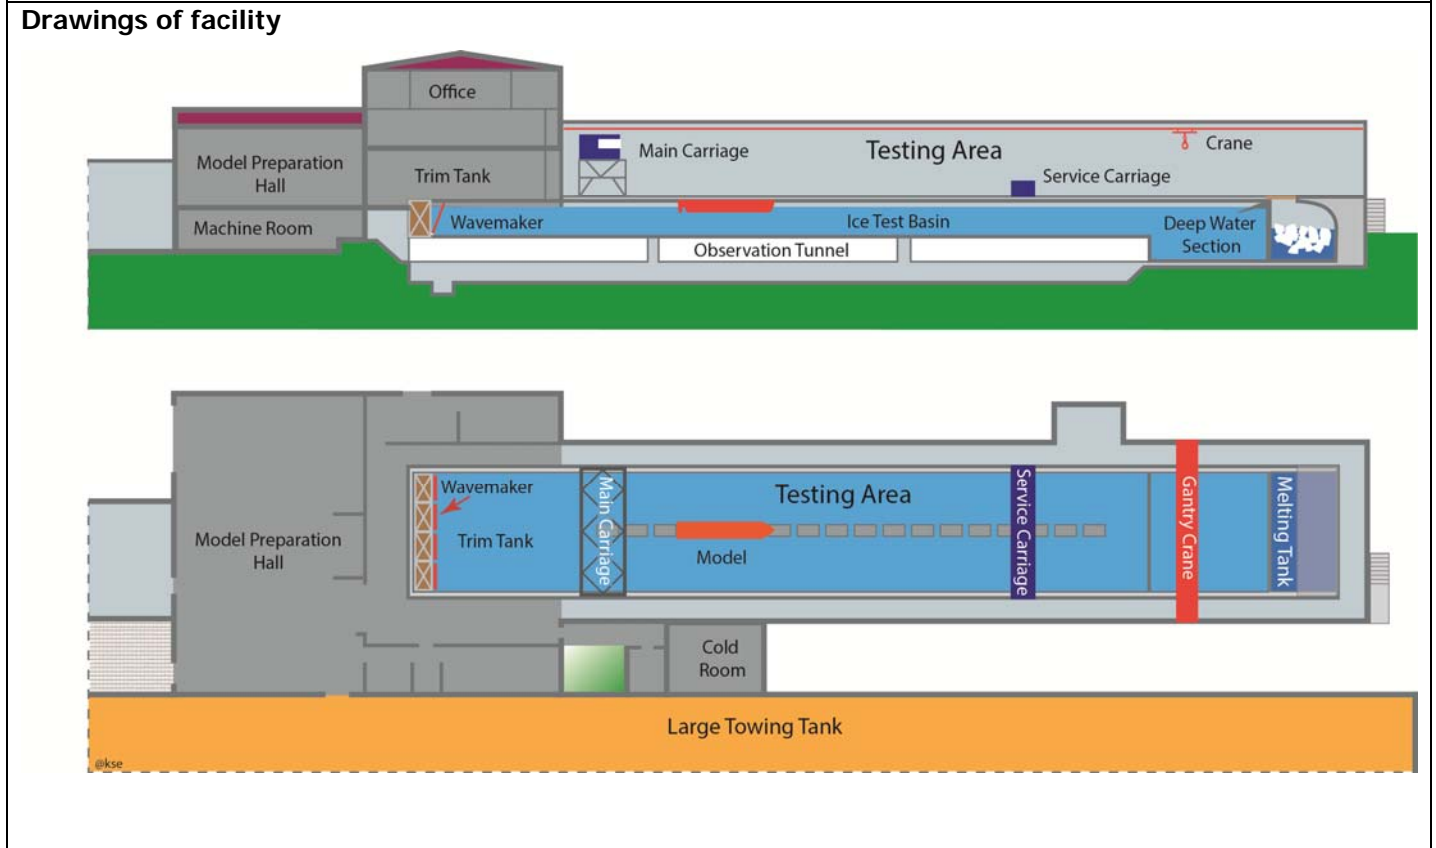 Drawings of facility
Office
Model Preparation
Hall
Trim Tank
Main Carriage
Testing Area
Crane
Service Carriage
Machine Room
Wavemaker
Ice Test Basin
Deep Water
Section
Observation Tunnel
Wavemaker
Model Preparation
Hall
Trim Tank
Main Carriage
Testing Area
Model
Service Carriage
Gantry Crane
Melting Tank
Cold
Room
Large Towing Tank
@kse